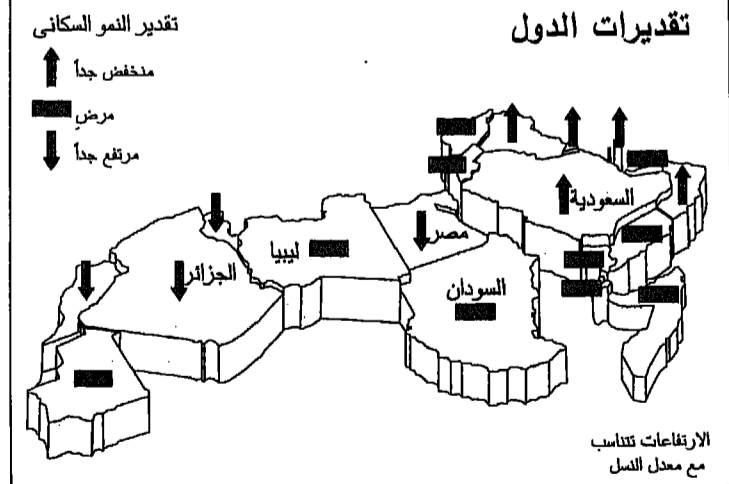 تقديرات الدول
تقدير النمو السكانى
منخفض جداً
مرضٍ
مرتفع جداً
السعودية
مصر
ليبيا
الجزائر
السودان
الارتفاعات تتناسب
مع معدل النسل